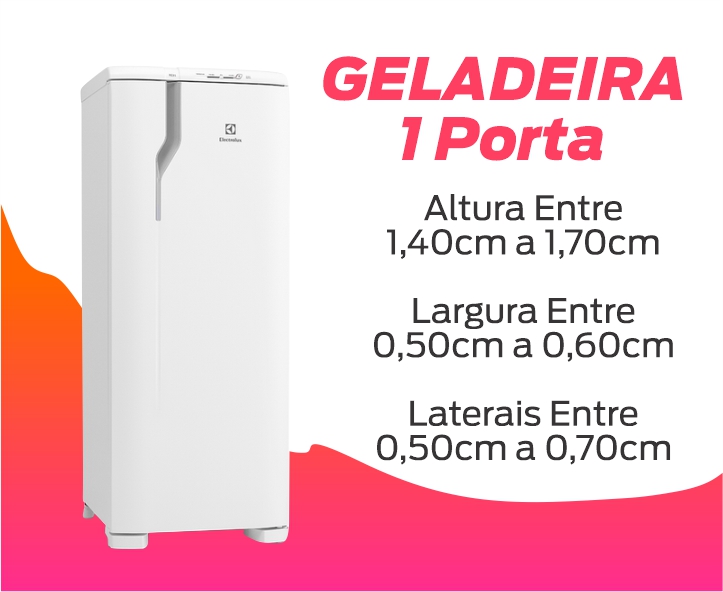 GELADEIRA
1 Porta
Electrolux
Altura Entre
1,40cm a 1,70cm
Largura Entre
0,50cm a 0,60cm
Laterais Entre
0,50cm a 0,70cm